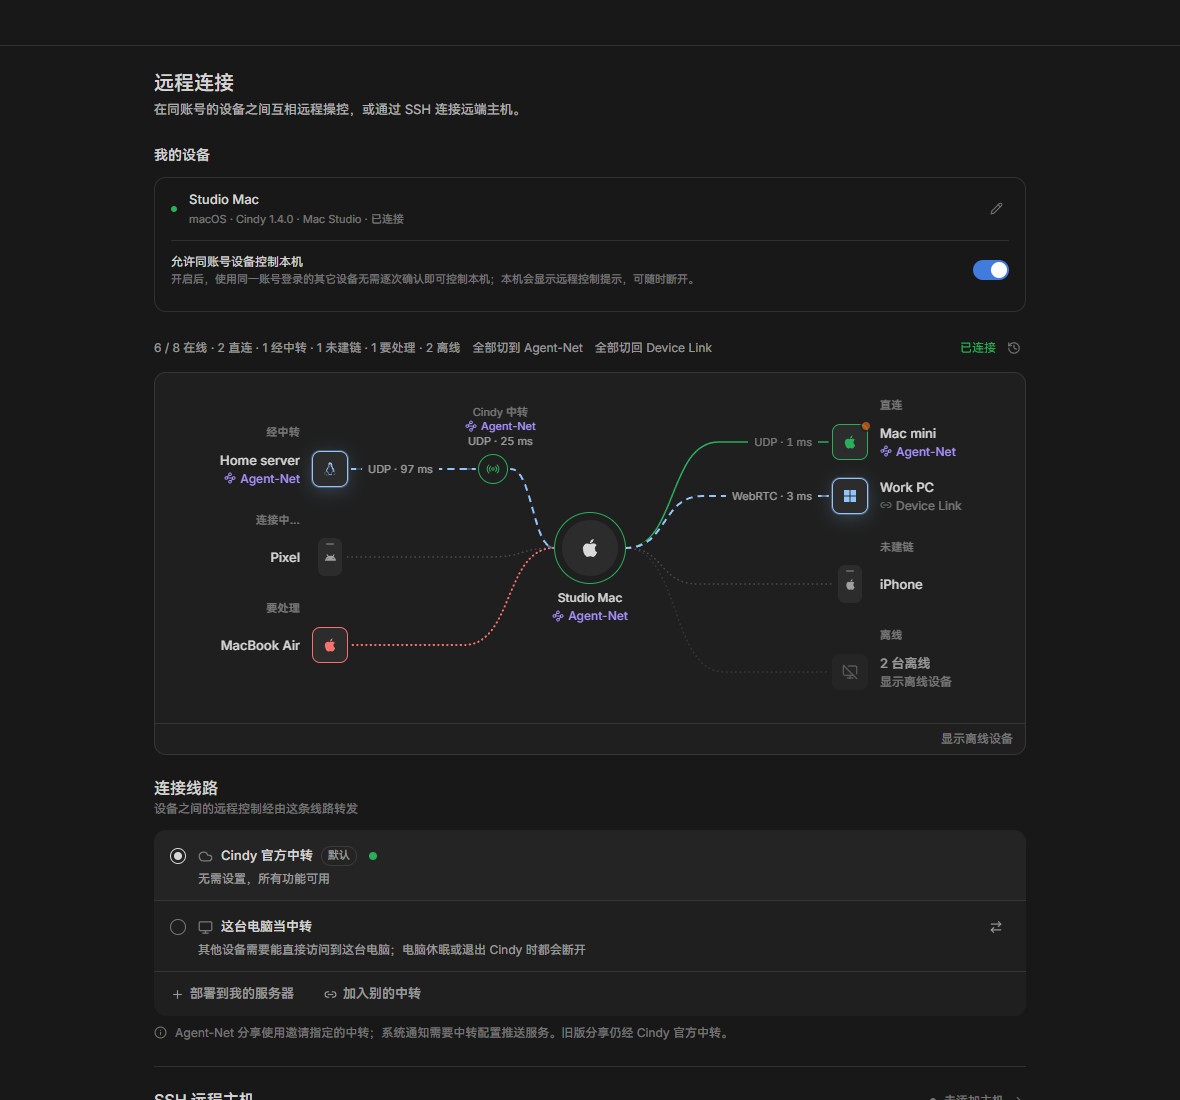 远程连接
在同账号的设备之间互相远程操控，或通过 SSH 连接远端主机。
我的设备
Studio Mac
macOS · Cindy 1.4.0 · Mac Studio · 已连接
允许同账号设备控制本机
开启后，使用同一账号登录的其它设备无需逐次确认即可控制本机；本机会显示远程控制提示，可随时断开。
6 / 8 在线 · 2 直连 · 1 经中转 · 1 未建链 · 1 要处理 · 2 离线 全部切到 Agent-Net 全部切回 Device Link
已连接
经中转
Home server
Agent-Net
UDP · 97 ms
Cindy 中转
Agent-Net
UDP · 25 ms
连接中...
Pixel
要处理
MacBook Air
Studio Mac
Agent-Net
直连
UDP · 1 ms
Mac mini
Agent-Net
WebRTC · 3 ms
Work PC
Device Link
未建链
iPhone
离线
2 台离线
显示离线设备
显示离线设备
连接线路
设备之间的远程控制经由这条线路转发
Cindy 官方中转 默认
无需设置，所有功能可用
这台电脑当中转
其他设备需要能直接访问到这台电脑；电脑休眠或退出 Cindy 时都会断开
部署到我的服务器 加入别的中转
Agent-Net 分享使用邀请指定的中转；系统通知需要中转配置推送服务。旧版分享仍经 Cindy 官方中转。
SSH 远程主机
未添加主机